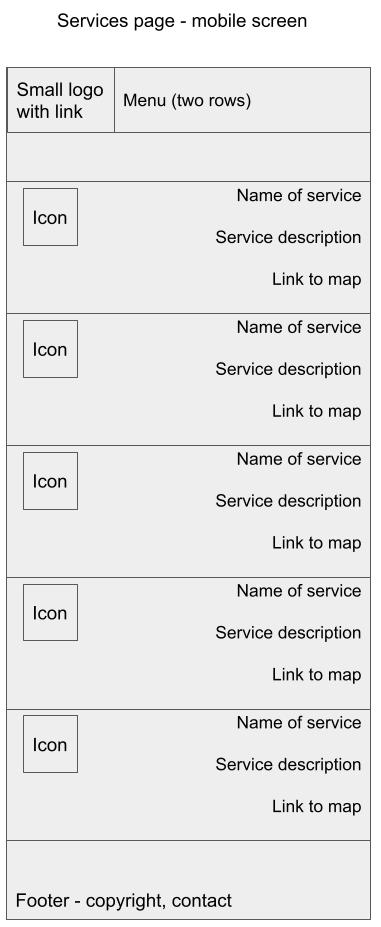 Services page - mobile screen
Small logo
with link
Menu (two rows)
Icon
Name of service
Service description
Link to map
Icon
Name of service
Service description
Link to map
Icon
Name of service
Service description
Link to map
Icon
Name of service
Service description
Link to map
Icon
Name of service
Service description
Link to map
Footer - copyright, contact